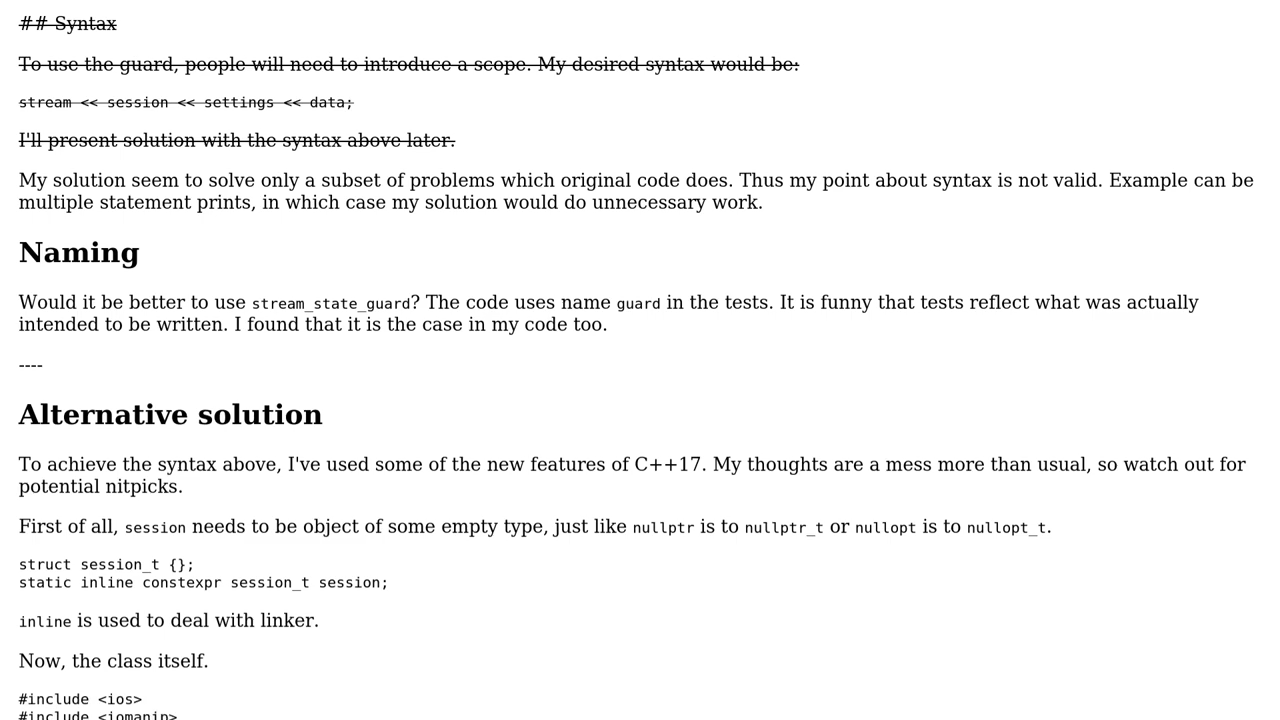 ## Syntax
To use the guard, people will need to introduce a scope. My desired syntax would be:
stream << session << settings << data;
I'll present solution with the syntax above later.
My solution seem to solve only a subset of problems which original code does. Thus my point about syntax is not valid. Example can be
multiple statement prints, in which case my solution would do unnecessary work.
Naming
Would it be better to use stream_state_guard? The code uses name guard in the tests. It is funny that tests reflect what was actually
intended to be written. I found that it is the case in my code too.
----
Alternative solution
To achieve the syntax above, I've used some of the new features of C++17. My thoughts are a mess more than usual, so watch out for
potential nitpicks.
First of all, session needs to be object of some empty type, just like nullptr is to nullptr_t or nullopt is to nullopt_t.
struct session_t {};
static inline constexpr session_t session;
inline is used to deal with linker.
Now, the class itself.
#include <ios>
#include <iomanip>